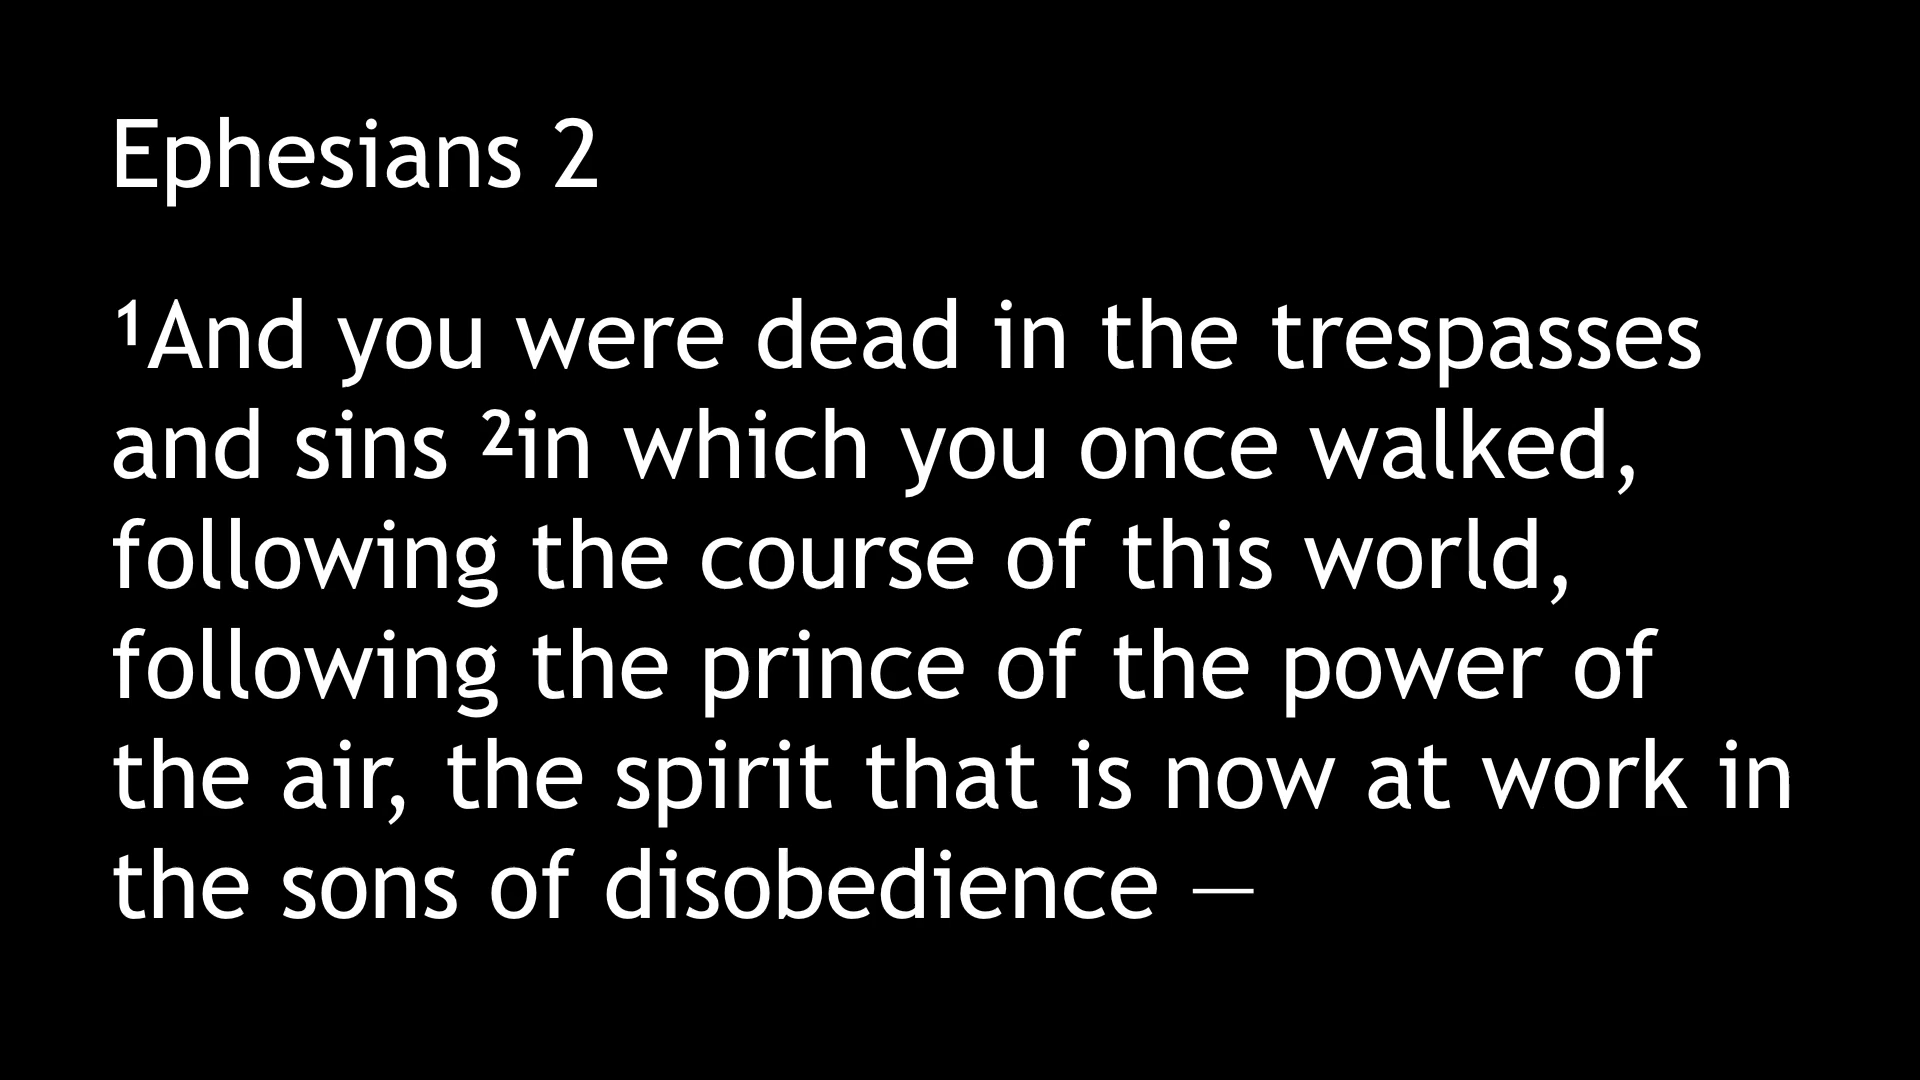 Ephesians 2
¹And you were dead in the trespasses
and sins ²in which you once walked,
following the course of this world,
following the prince of the power of
the air, the spirit that is now at work in
the sons of disobedience —